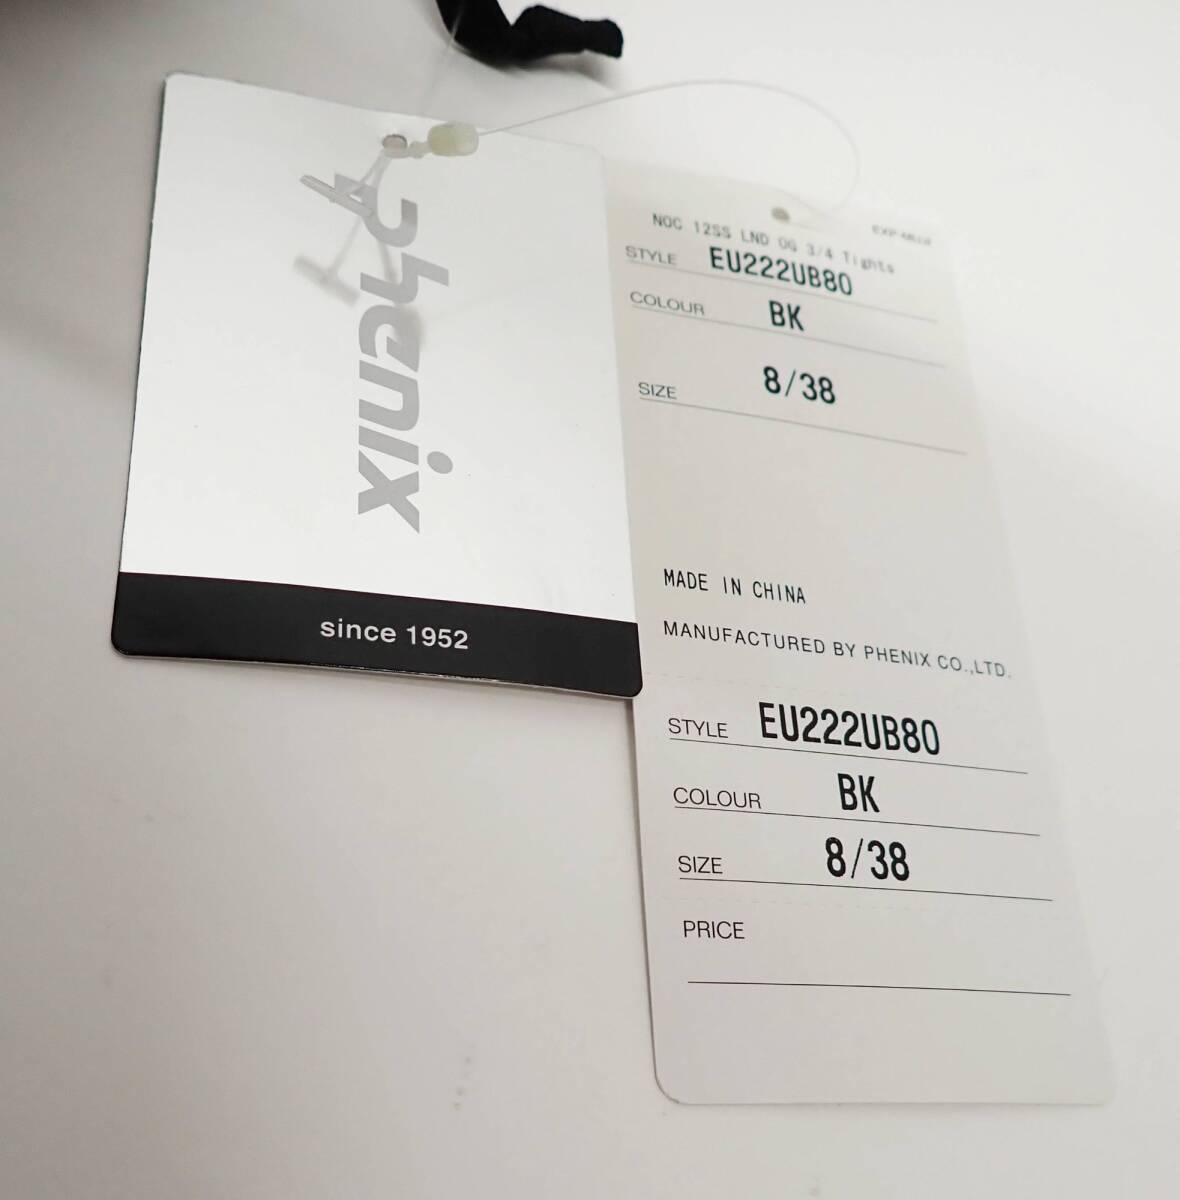 phenix
since 1952
NOC 12SS LND OG 3/4 Tights
STYLE EU222UB80
COLOUR BK
SIZE 8/38
MADE IN CHINA
MANUFACTURED BY PHENIX CO.,LTD.
STYLE EU222UB80
COLOUR BK
SIZE 8/38
PRICE